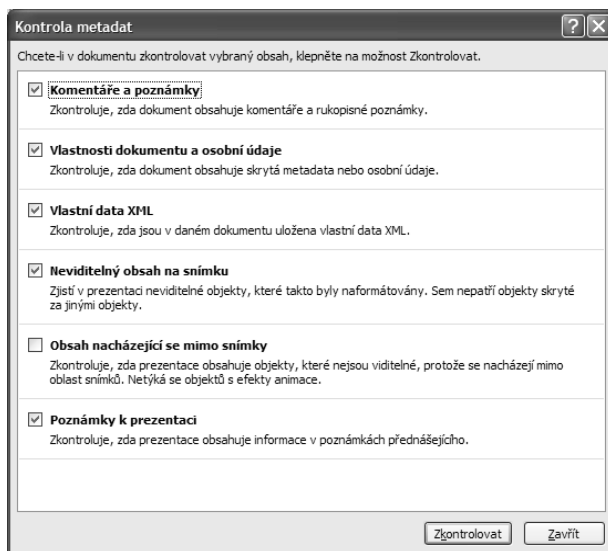 Kontrola metadat
Chcete-li v dokumentu zkontrolovat vybraný obsah, klepněte na možnost Zkontrolovat.
Komentáře a poznámky
Zkontroluje, zda dokument obsahuje komentáře a rukopisné poznámky.
Vlastnosti dokumentu a osobní údaje
Zkontroluje, zda dokument obsahuje skrytá metadata nebo osobní údaje.
Vlastní data XML
Zkontroluje, zda jsou v daném dokumentu uložena vlastní data XML.
Neviditelný obsah na snímku
Zjistí v prezentaci neviditelné objekty, které takto byly naformátovány. Sem nepatří objekty skryté
za jinými objekty.
Obsah nacházející se mimo snímky
Zkontroluje, zda prezentace obsahuje objekty, které nejsou viditelné, protože se nacházejí mimo
oblast snímků. Netýká se objektů s efekty animace.
Poznámky k prezentaci
Zkontroluje, zda prezentace obsahuje informace v poznámkách přednášejícího.
Zkontrolovat Zavřít